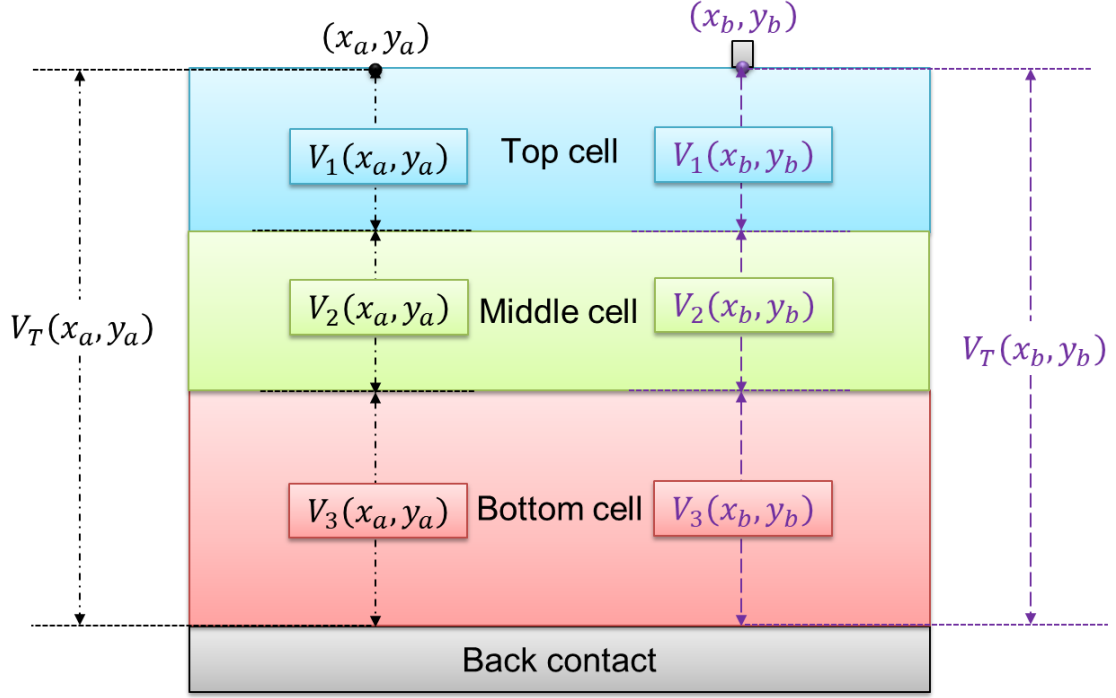 (x_a, y_a)
(x_b, y_b)
V_1(x_a, y_a)
Top cell
V_1(x_b, y_b)
V_2(x_a, y_a)
Middle cell
V_2(x_b, y_b)
V_T(x_a, y_a)
V_T(x_b, y_b)
V_3(x_a, y_a)
Bottom cell
V_3(x_b, y_b)
Back contact